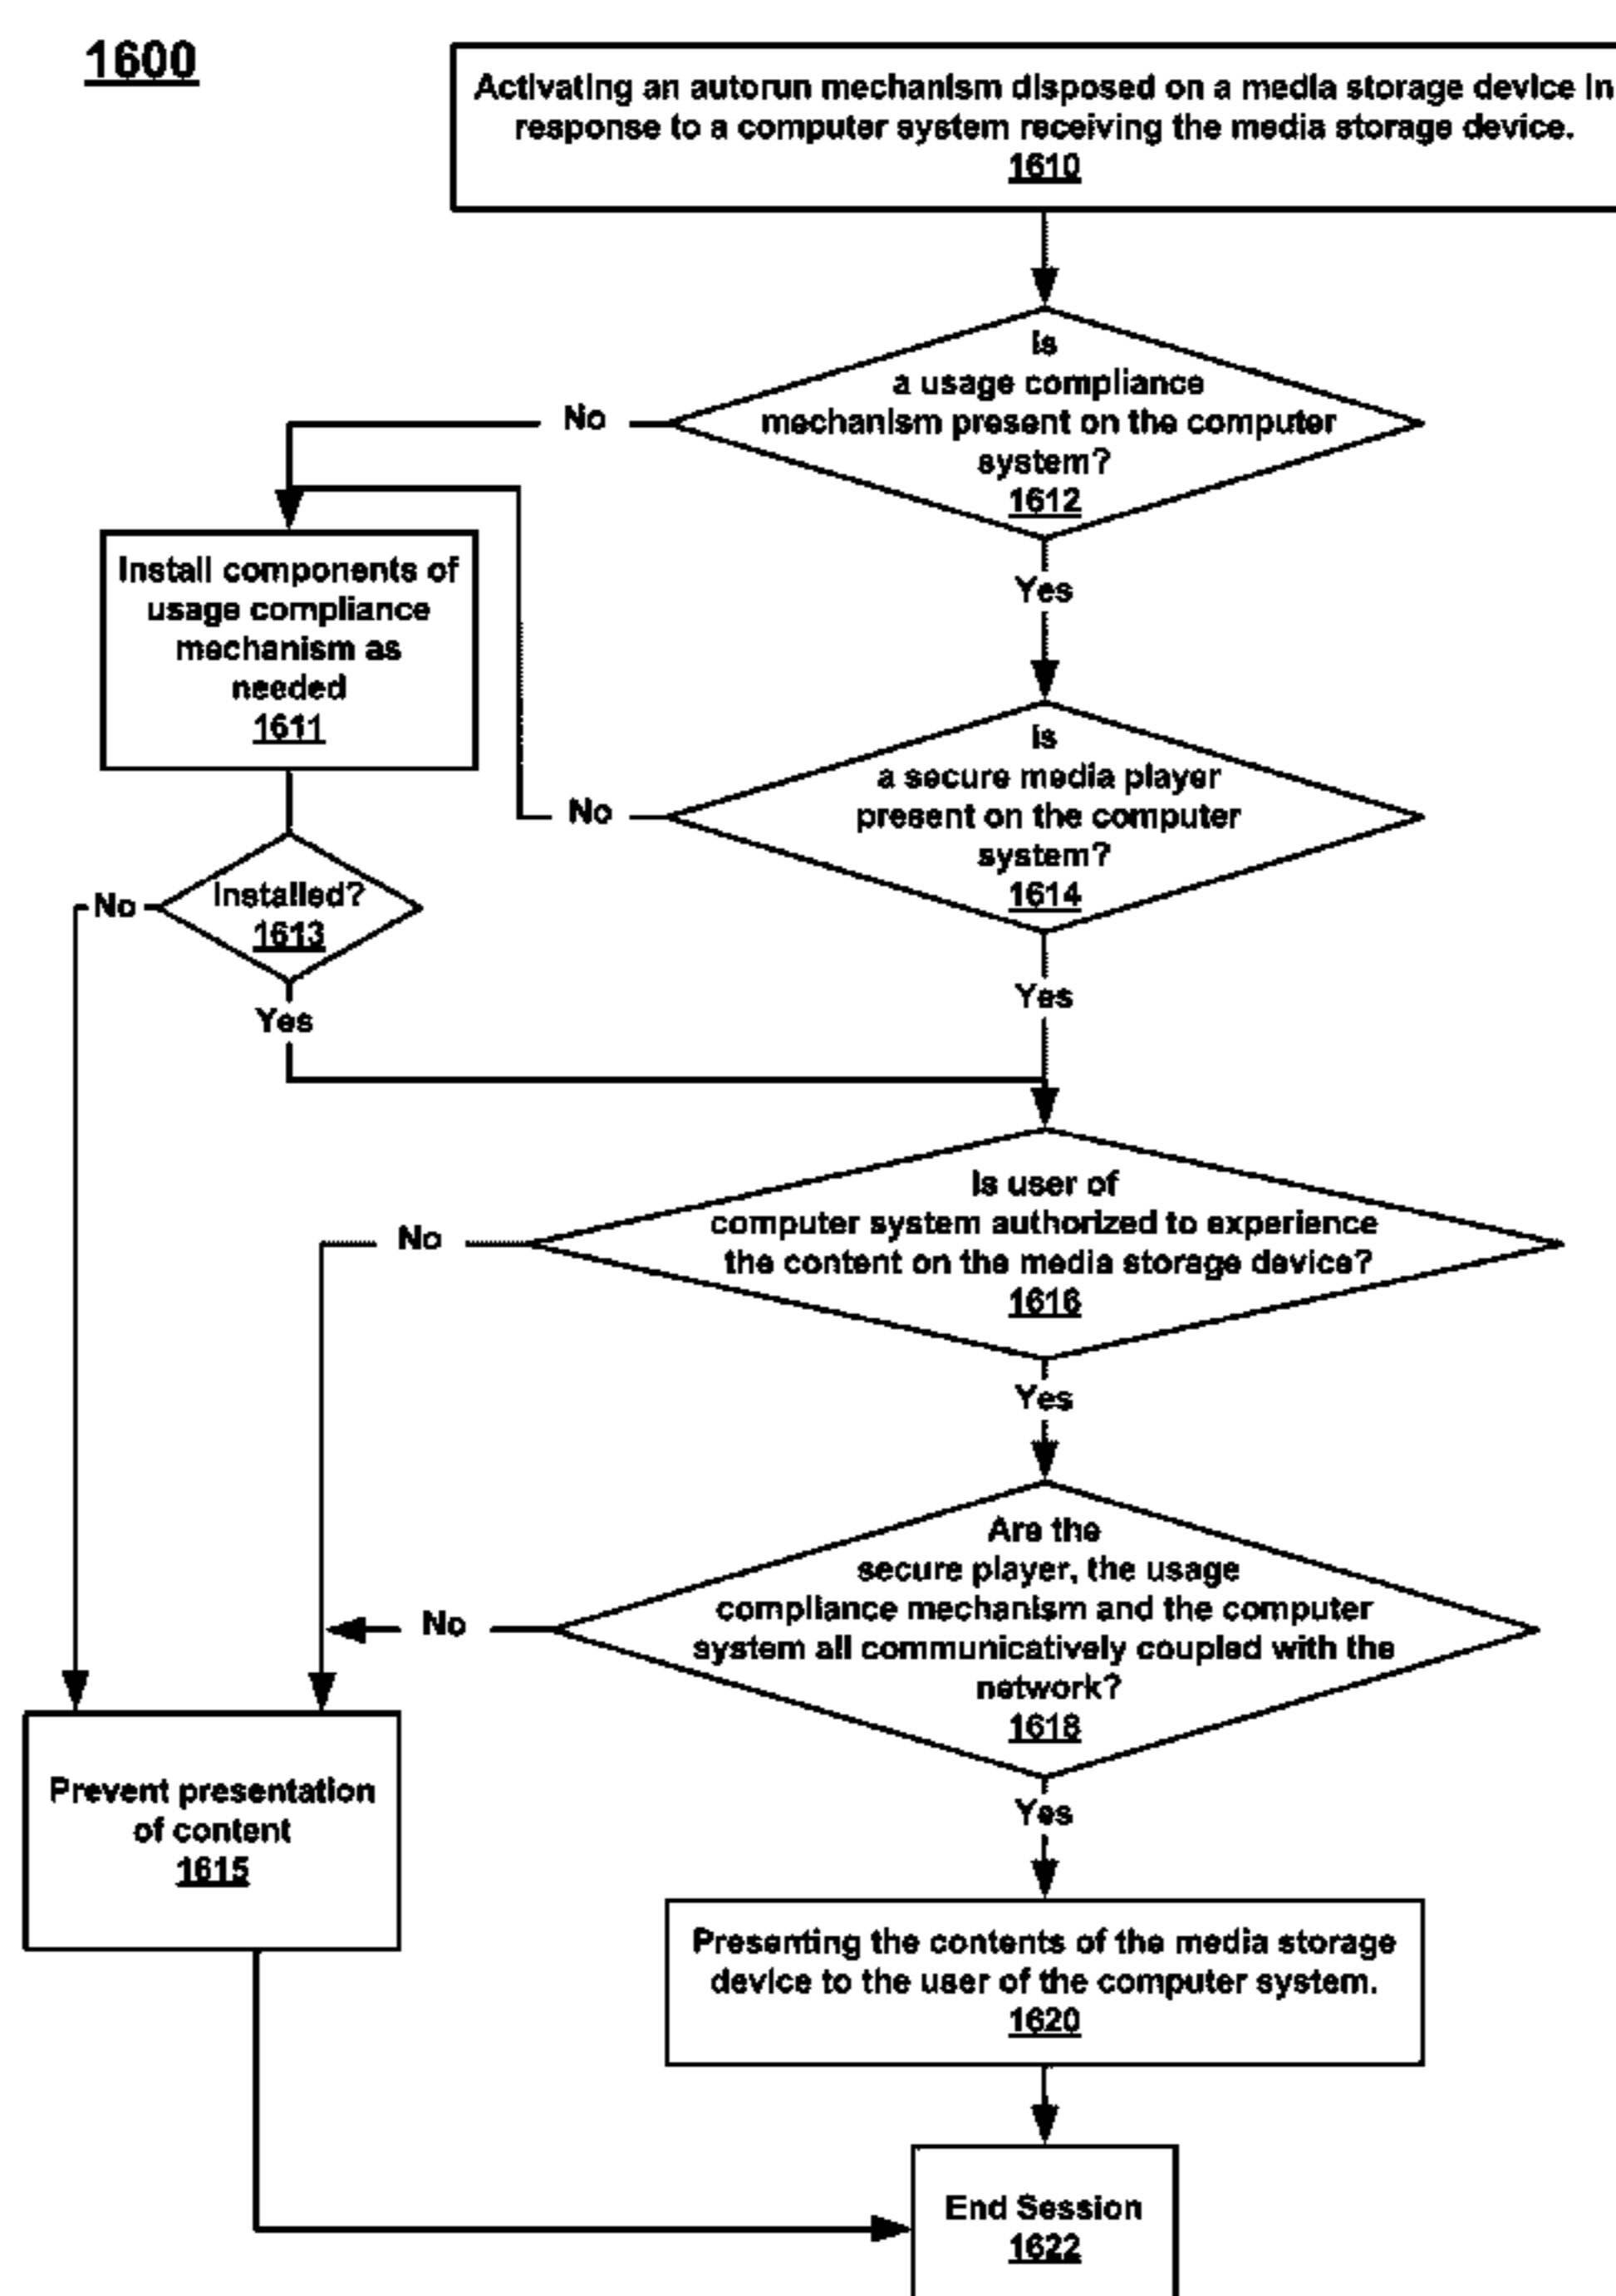 1600
Activating an autorun mechanism disposed on a media storage device in
response to a computer system receiving the media storage device.
1610
Is
a usage compliance
mechanism present on the computer
system?
1612
No
Yes
Install components of
usage compliance
mechanism as
needed
1611
Is
a secure media player
present on the computer
system?
1614
No
Yes
Installed?
1613
No
Yes
Is user of
computer system authorized to experience
the content on the media storage device?
1616
No
Yes
Are the
secure player, the usage
compliance mechanism and the computer
system all communicatively coupled with the
network?
1618
No
Yes
Prevent presentation
of content
1615
Presenting the contents of the media storage
device to the user of the computer system.
1620
End Session
1622